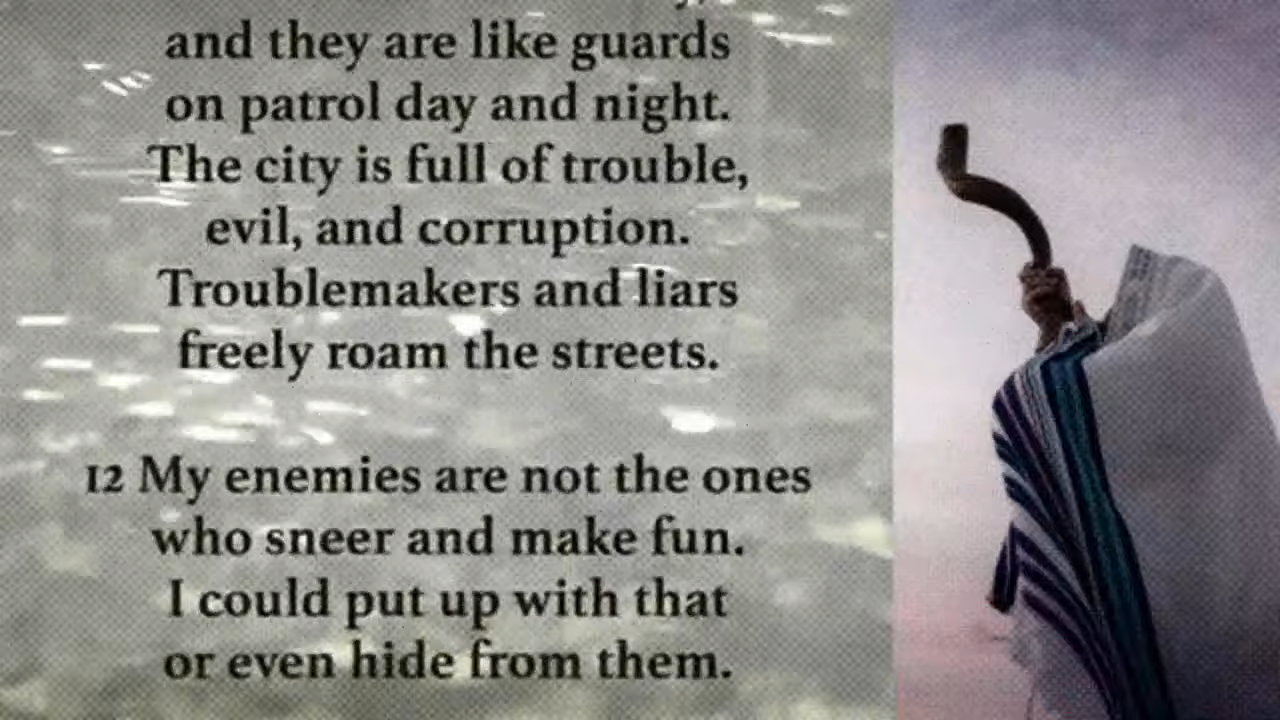 and they are like guards
on patrol day and night.
The city is full of trouble,
evil, and corruption.
Troublemakers and liars
freely roam the streets.
12 My enemies are not the ones
who sneer and make fun.
I could put up with that
or even hide from them.